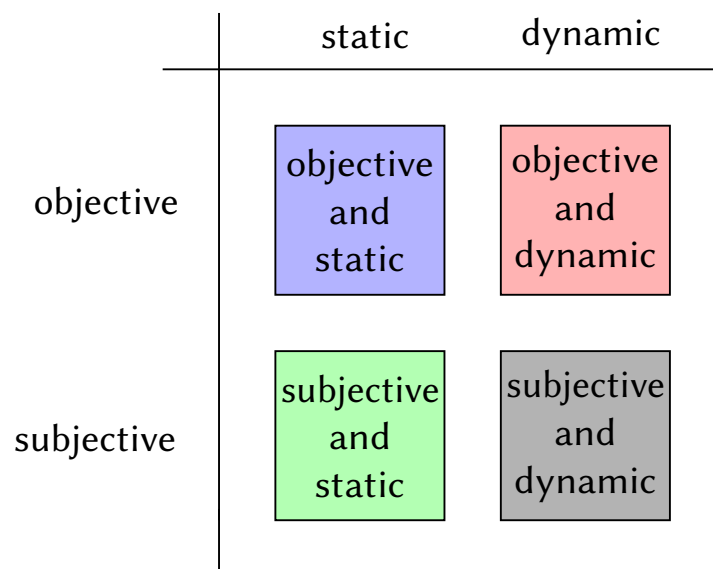 static dynamic
objective
objective
and
static
objective
and
dynamic
subjective
subjective
and
static
subjective
and
dynamic